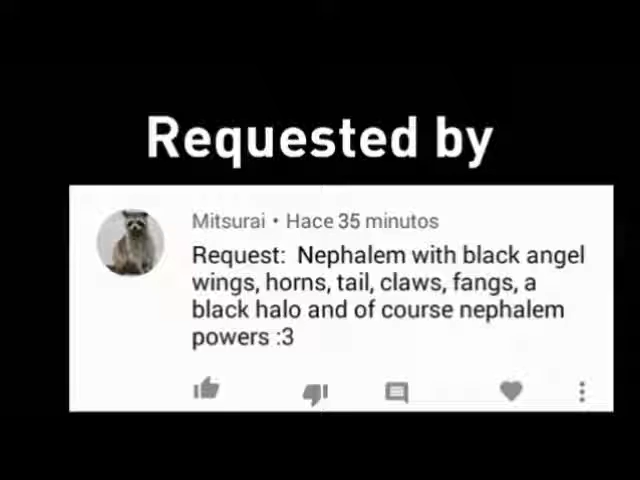 Requested by
Mitsurai • Hace 35 minutos
Request:  Nephalem with black angel
wings, horns, tail, claws, fangs, a
black halo and of course nephalem
powers :3